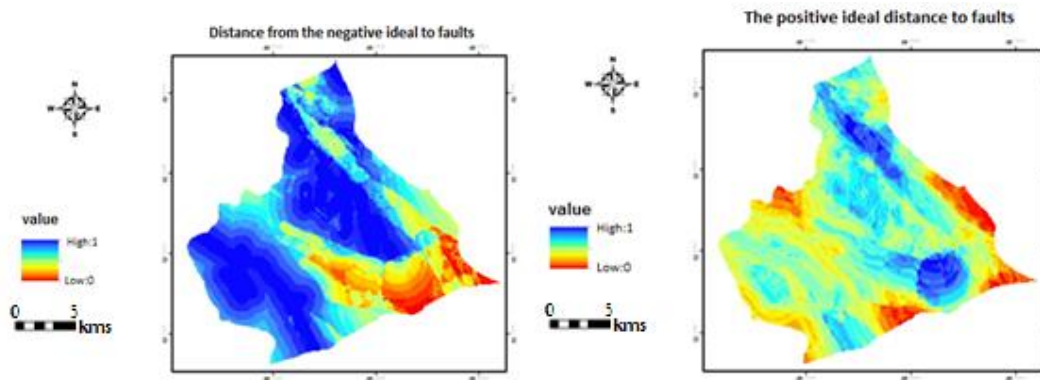 Distance from the negative ideal to faults
N
W E
S
value
High:1
Low:0
0 5
kms
The positive ideal distance to faults
N
W E
S
value
High:1
Low:0
0 5
kms